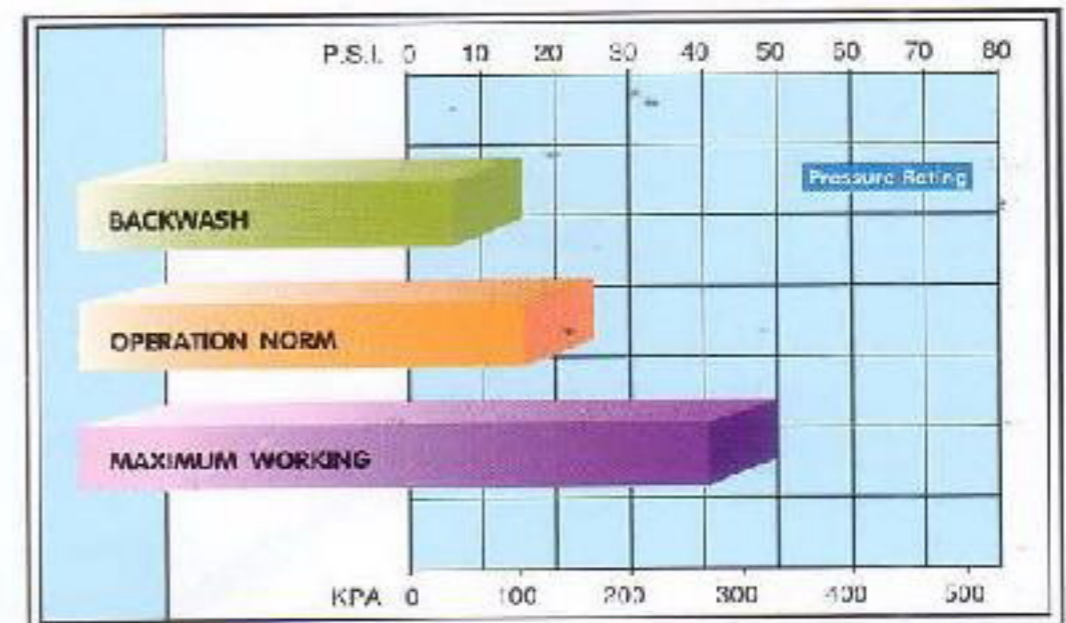 P.S.I. 0 10 20 30 40 50 60 70 80
Pressure Rating
BACKWASH
OPERATION NORM
MAXIMUM WORKING
KPA 0 100 200 300 400 500